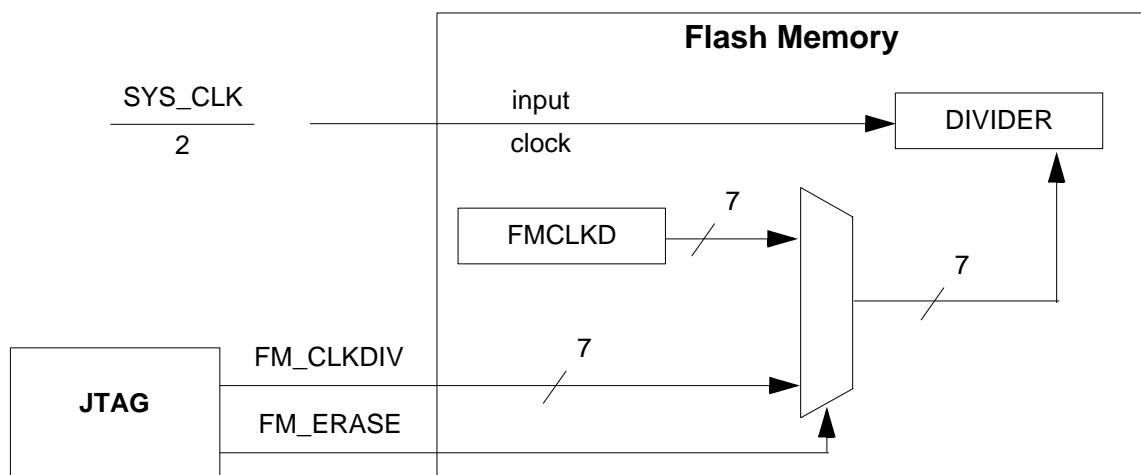 Flash Memory
SYS_CLK
2
input
clock
DIVIDER
FMCLKD
7
7
FM_CLKDIV
7
JTAG
FM_ERASE